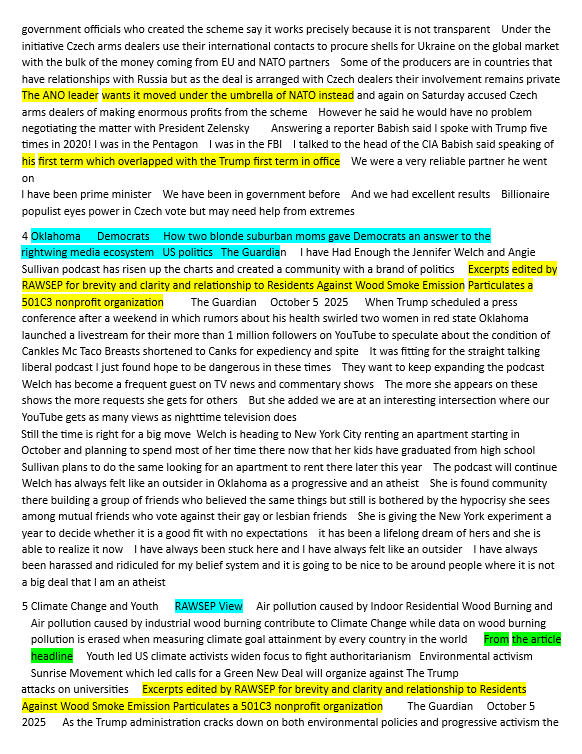 government officials who created the scheme say it works precisely because it is not transparent    Under the
initiative Czech arms dealers use their international contacts to procure shells for Ukraine on the global market
with the bulk of the money coming from EU and NATO partners    Some of the producers are in countries that
have relationships with Russia but as the deal is arranged with Czech dealers their involvement remains private
The ANO leader wants it moved under the umbrella of NATO instead and again on Saturday accused Czech
arms dealers of making enormous profits from the scheme    However he said he would have no problem
negotiating the matter with President Zelensky    Answering a reporter Babish said I spoke with Trump five
times in 2020! I was in the Pentagon    I was in the FBI    I talked to the head of the CIA Babish said speaking of
his first term which overlapped with the Trump first term in office    We were a very reliable partner he went
on
I have been prime minister    We have been in government before    And we had excellent results    Billionaire
populist eyes power in Czech vote but may need help from extremes
4 Oklahoma    Democrats    How two blonde suburban moms gave Democrats an answer to the
rightwing media ecosystem    US politics    The Guardian    I have Had Enough the Jennifer Welch and Angie
Sullivan podcast has risen up the charts and created a community with a brand of politics    Excerpts edited by
RAWSEP for brevity and clarity and relationship to Residents Against Wood Smoke Emission Particulates a
501C3 nonprofit organization    The Guardian    October 5  2025    When Trump scheduled a press
conference after a weekend in which rumors about his health swirled two women in red state Oklahoma
launched a livestream for their more than 1 million followers on YouTube to speculate about the condition of
Cankles Mc Taco Breasts shortened to Canks for expediency and spite    It was fitting for the straight talking
liberal podcast I just found hope to be dangerous in these times    They want to keep expanding the podcast
Welch has become a frequent guest on TV news and commentary shows    The more she appears on these
shows the more requests she gets for others    But she added we are at an interesting intersection where our
YouTube gets as many views as nighttime television does
Still the time is right for a big move  Welch is heading to New York City renting an apartment starting in
October and planning to spend most of her time there now that her kids have graduated from high school
Sullivan plans to do the same looking for an apartment to rent there later this year    The podcast will continue
Welch has always felt like an outsider in Oklahoma as a progressive and an atheist    She is found community
there building a group of friends who believed the same things but still is bothered by the hypocrisy she sees
among mutual friends who vote against their gay or lesbian friends    She is giving the New York experiment a
year to decide whether it is a good fit with no expectations    it has been a lifelong dream of hers and she is
able to realize it now    I have always been stuck here and I have always felt like an outsider    I have always
been harassed and ridiculed for my belief system and it is going to be nice to be around people where it is not
a big deal that I am an atheist
5 Climate Change and Youth    RAWSEP View    Air pollution caused by Indoor Residential Wood Burning and
Air pollution caused by industrial wood burning contribute to Climate Change while data on wood burning
pollution is erased when measuring climate goal attainment by every country in the world    From the article
headline    Youth led US climate activists widen focus to fight authoritarianism   Environmental activism
Sunrise Movement which led calls for a Green New Deal will organize against The Trump
attacks on universities    Excerpts edited by RAWSEP for brevity and clarity and relationship to Residents
Against Wood Smoke Emission Particulates a 501C3 nonprofit organization    The Guardian    October 5
2025    As the Trump administration cracks down on both environmental policies and progressive activism the